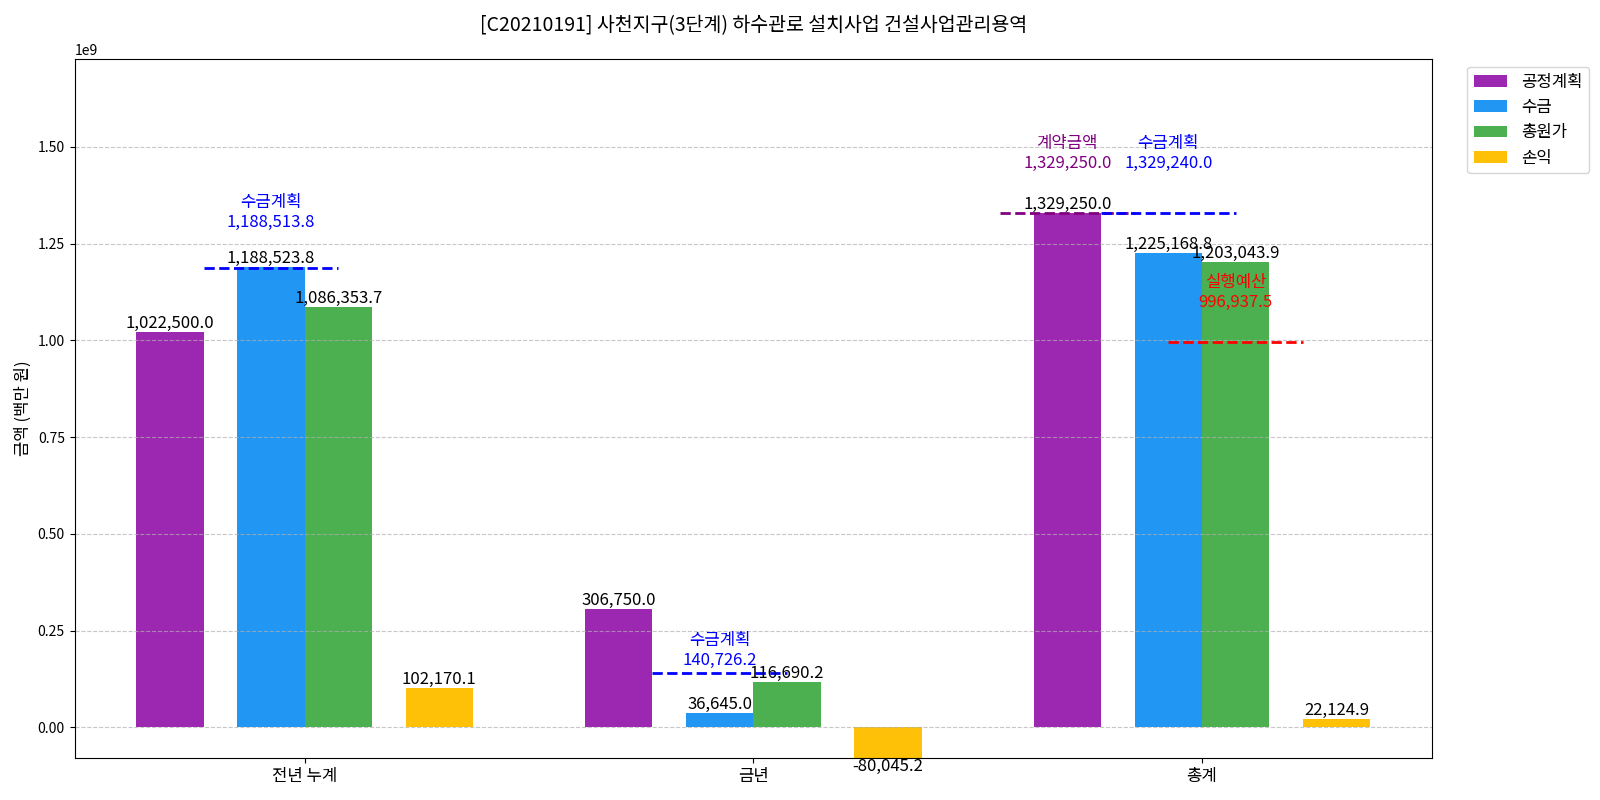 [C20210191] 사천지구(3단계) 하수관로 설치사업 건설사업관리용역
1e9
공정계획
수금
총원가
손익
계약금액
1,329,250.0
수금계획
1,329,240.0
1.50
수금계획
1,188,513.8
1,329,250.0
1.25
1,188,523.8
1,225,168.8
1,203,043.9
1,086,353.7
실행예산
996,937.5
1,022,500.0
1.00
금액 (백만 원)
0.75
0.50
306,750.0
0.25
수금계획
140,726.2
116,690.2
102,170.1
36,645.0
22,124.9
0.00
-80,045.2
전년 누계
금년
총계